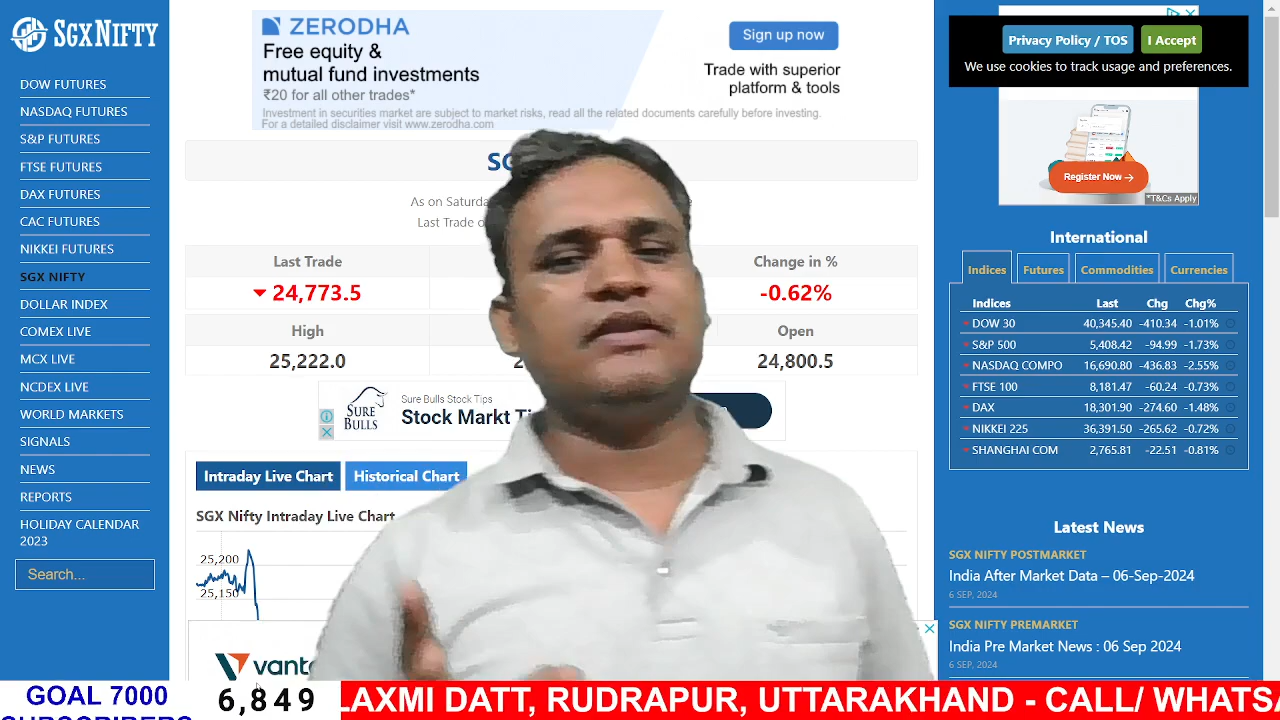 SGXNIFTY
DOW FUTURES
NASDAQ FUTURES
S&P FUTURES
FTSE FUTURES
DAX FUTURES
CAC FUTURES
NIKKEI FUTURES
SGX NIFTY
DOLLAR INDEX
COMEX LIVE
MCX LIVE
NCDEX LIVE
WORLD MARKETS
SIGNALS
NEWS
REPORTS
HOLIDAY CALENDAR
2023
Search...
ZERODHA
Free equity &
mutual fund investments
₹20 for all other trades*
Sign up now
Trade with superior
platform & tools
Investment in securities market are subject to market risks, read all the related documents carefully before investing.
For a detailed disclaimer visit www.zerodha.com
As on
Last Trade
Last Trade
Change in %
24,773.5
-0.62%
High
Open
25,222.0
24,800.5
SURE
BULLS
Sure Bulls Stock Tips
Stock Markt
Intraday Live Chart
Historical Chart
SGX Nifty Intraday Live Chart
25,200
25,150
Privacy Policy / TOS
I Accept
We use cookies to track usage and preferences.
Register Now →
*T&Cs Apply
International
Indices Futures Commodities Currencies
Indices Last Chg Chg%
DOW 30 40,345.40 -410.34 -1.01%
S&P 500 5,408.42 -94.99 -1.73%
NASDAQ COMPO 16,690.80 -436.83 -2.55%
FTSE 100 8,181.47 -60.24 -0.73%
DAX 18,301.90 -274.60 -1.48%
NIKKEI 225 36,391.50 -265.62 -0.72%
SHANGHAI COM 2,765.81 -22.51 -0.81%
Latest News
SGX NIFTY POSTMARKET
India After Market Data – 06-Sep-2024
6 SEP, 2024
SGX NIFTY PREMARKET
India Pre Market News : 06 Sep 2024
6 SEP, 2024
GOAL 7000
SUBSCRIBERS
6,849
LAXMI DATT, RUDRAPUR, UTTARAKHAND - CALL/